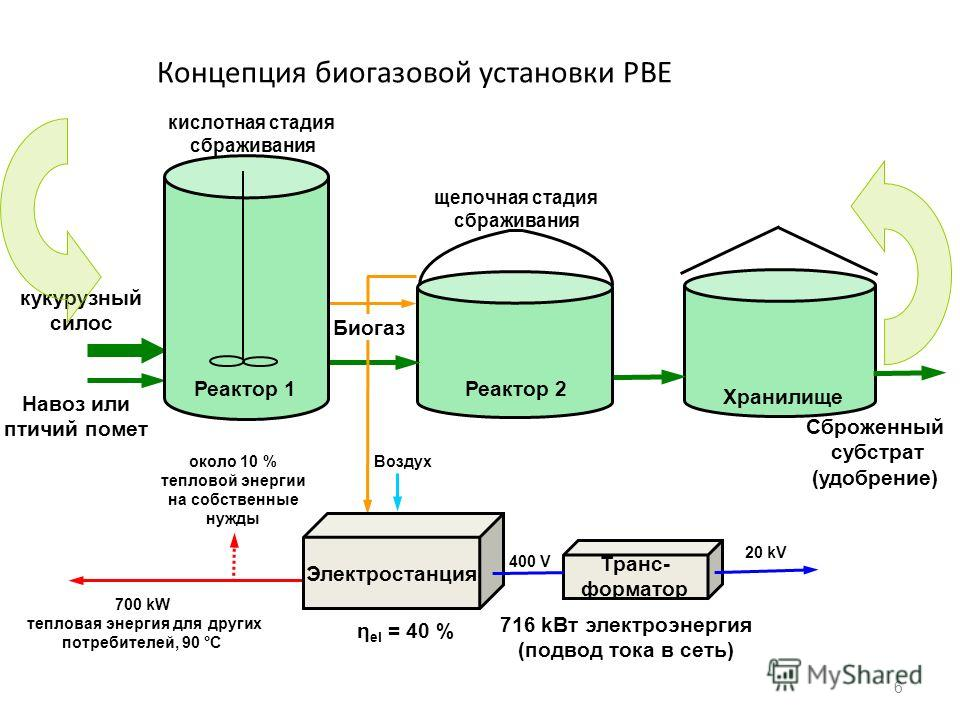 Концепция биогазовой установки PBE
кислотная стадия
сбраживания
щелочная стадия
сбраживания
кукурузный
силос
Биогаз
Реактор 1
Реактор 2
Хранилище
Навоз или
птичий помет
Сброженный
субстрат
(удобрение)
около 10 %
тепловой энергии
на собственные
нужды
Воздух
Электростанция
400 V
Транс-
форматор
20 kV
700 kW
тепловая энергия для других
потребителей, 90 °C
ηel = 40 %
716 kВт электроэнергия
(подвод тока в сеть)
MyShared
6